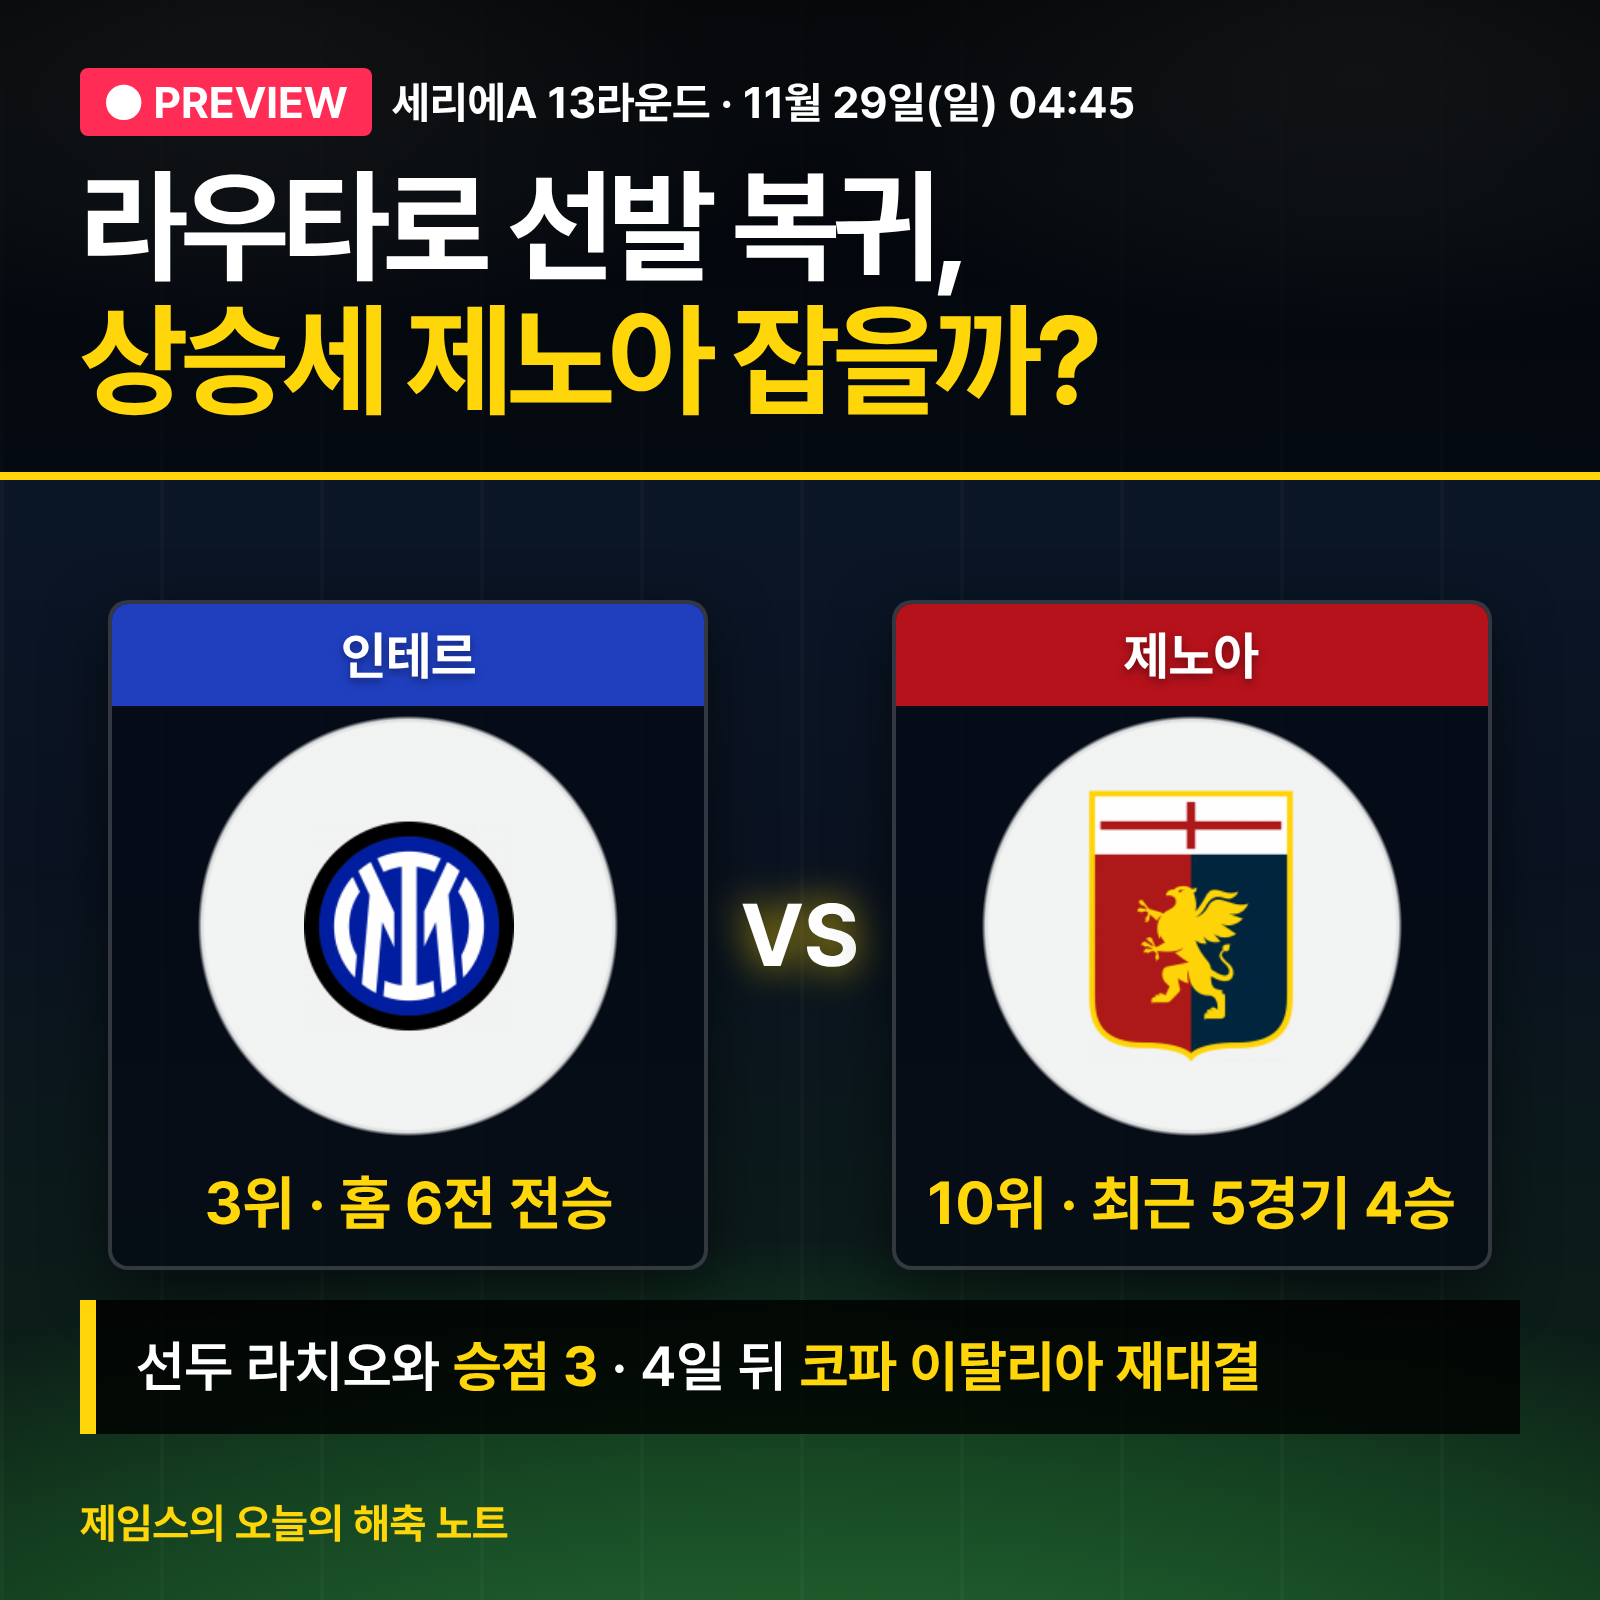 PREVIEW 세리에A 13라운드 · 11월 29일(일) 04:45
라우타로 선발 복귀,
상승세 제노아 잡을까?
인테르
제노아
VS
3위 · 홈 6전 전승
10위 · 최근 5경기 4승
선두 라치오와 승점 3 · 4일 뒤 코파 이탈리아 재대결
제임스의 오늘의 해축 노트